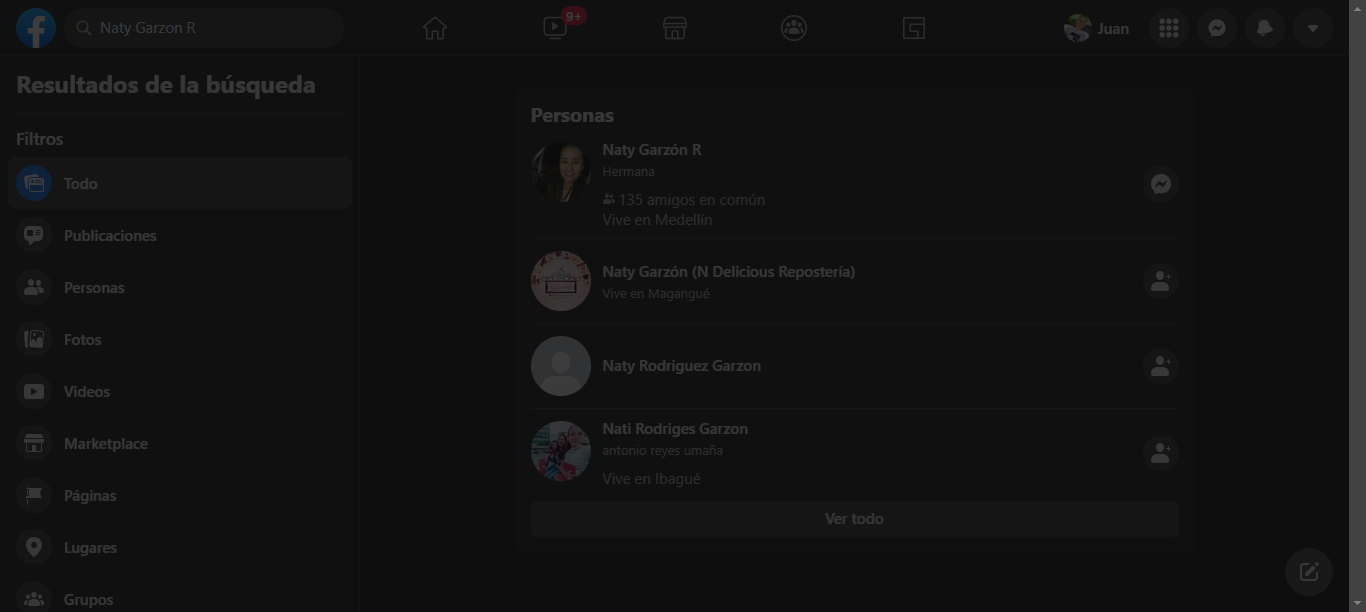 Naty Garzon R
9+
Juan
Resultados de la búsqueda
Filtros
Todo
Publicaciones
Personas
Fotos
Videos
Marketplace
Páginas
Lugares
Grupos
Personas
Naty Garzón R
Hermana
135 amigos en común
Vive en Medellín
Naty Garzón (N Delicious Repostería)
Vive en Magangué
Naty Rodriguez Garzon
Nati Rodriges Garzon
antonio reyes umaña
Vive en Ibagué
Ver todo